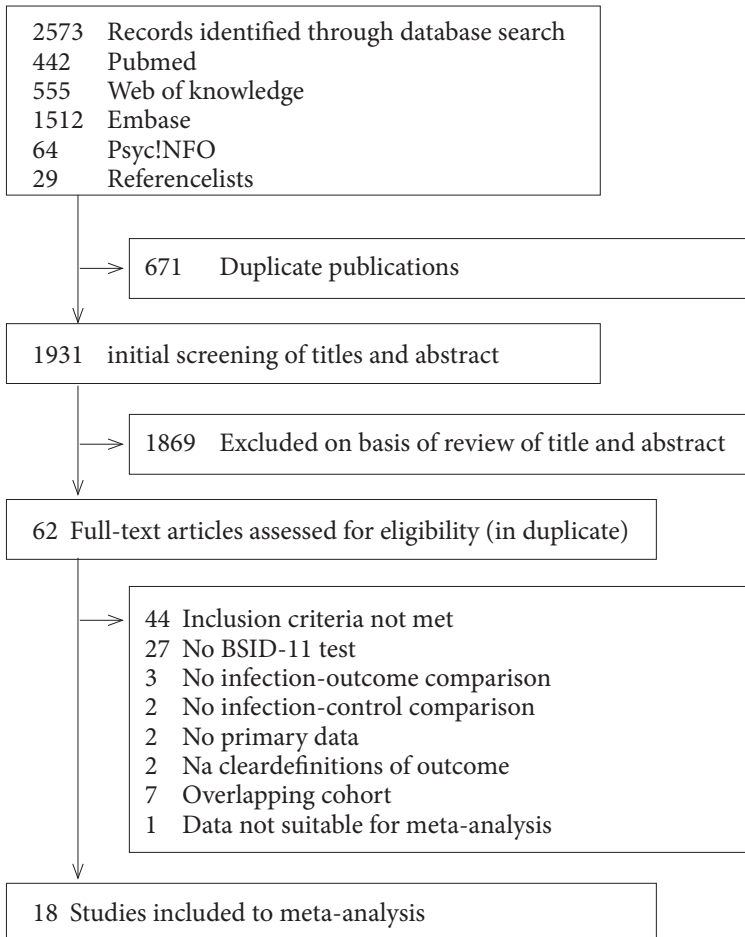 2573 Records identified through database search
442 Pubmed
555 Web of knowledge
1512 Embase
64 Psyc!NFO
29 Referencelists
671 Duplicate publications
1931 initial screening of titles and abstract
1869 Excluded on basis of review of title and abstract
62 Full-text articles assessed for eligibility (in duplicate)
44 Inclusion criteria not met
27 No BSID-11 test
3 No infection-outcome comparison
2 No infection-control comparison
2 No primary data
2 Na cleardefinitions of outcome
7 Overlapping cohort
1 Data not suitable for meta-analysis
18 Studies included to meta-analysis